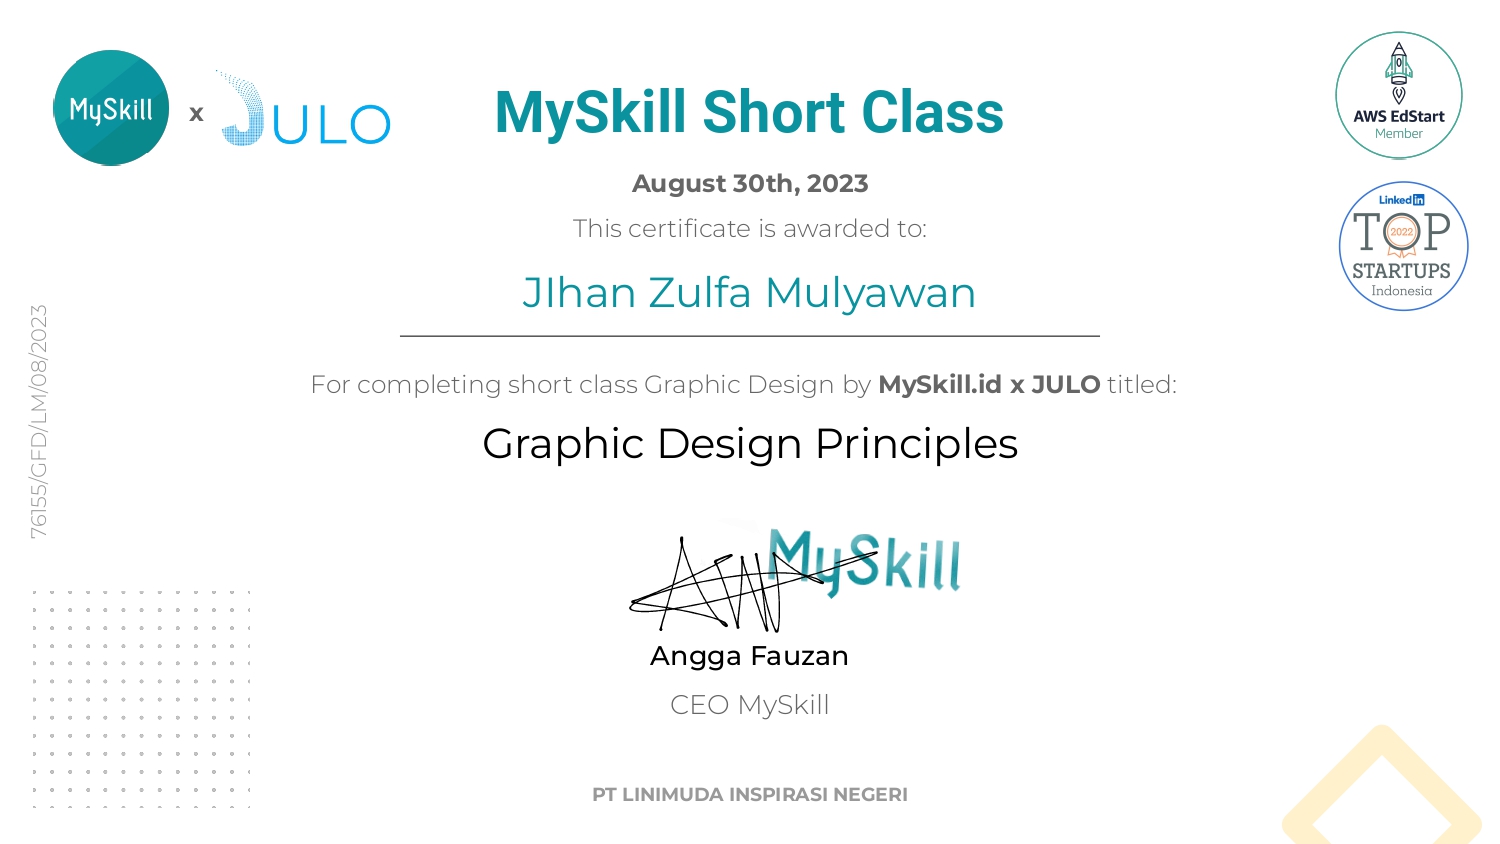 MySkill x JULO
MySkill Short Class
AWS EdStart
Member
August 30th, 2023
LinkedIn
This certificate is awarded to:
TOP
2022
STARTUPS
Indonesia
JIhan Zulfa Mulyawan
76155/GFD/LM/08/2023
For completing short class Graphic Design by MySkill.id x JULO titled:
Graphic Design Principles
MySkill
Angga Fauzan
CEO MySkill
PT LINIMUDA INSPIRASI NEGERI